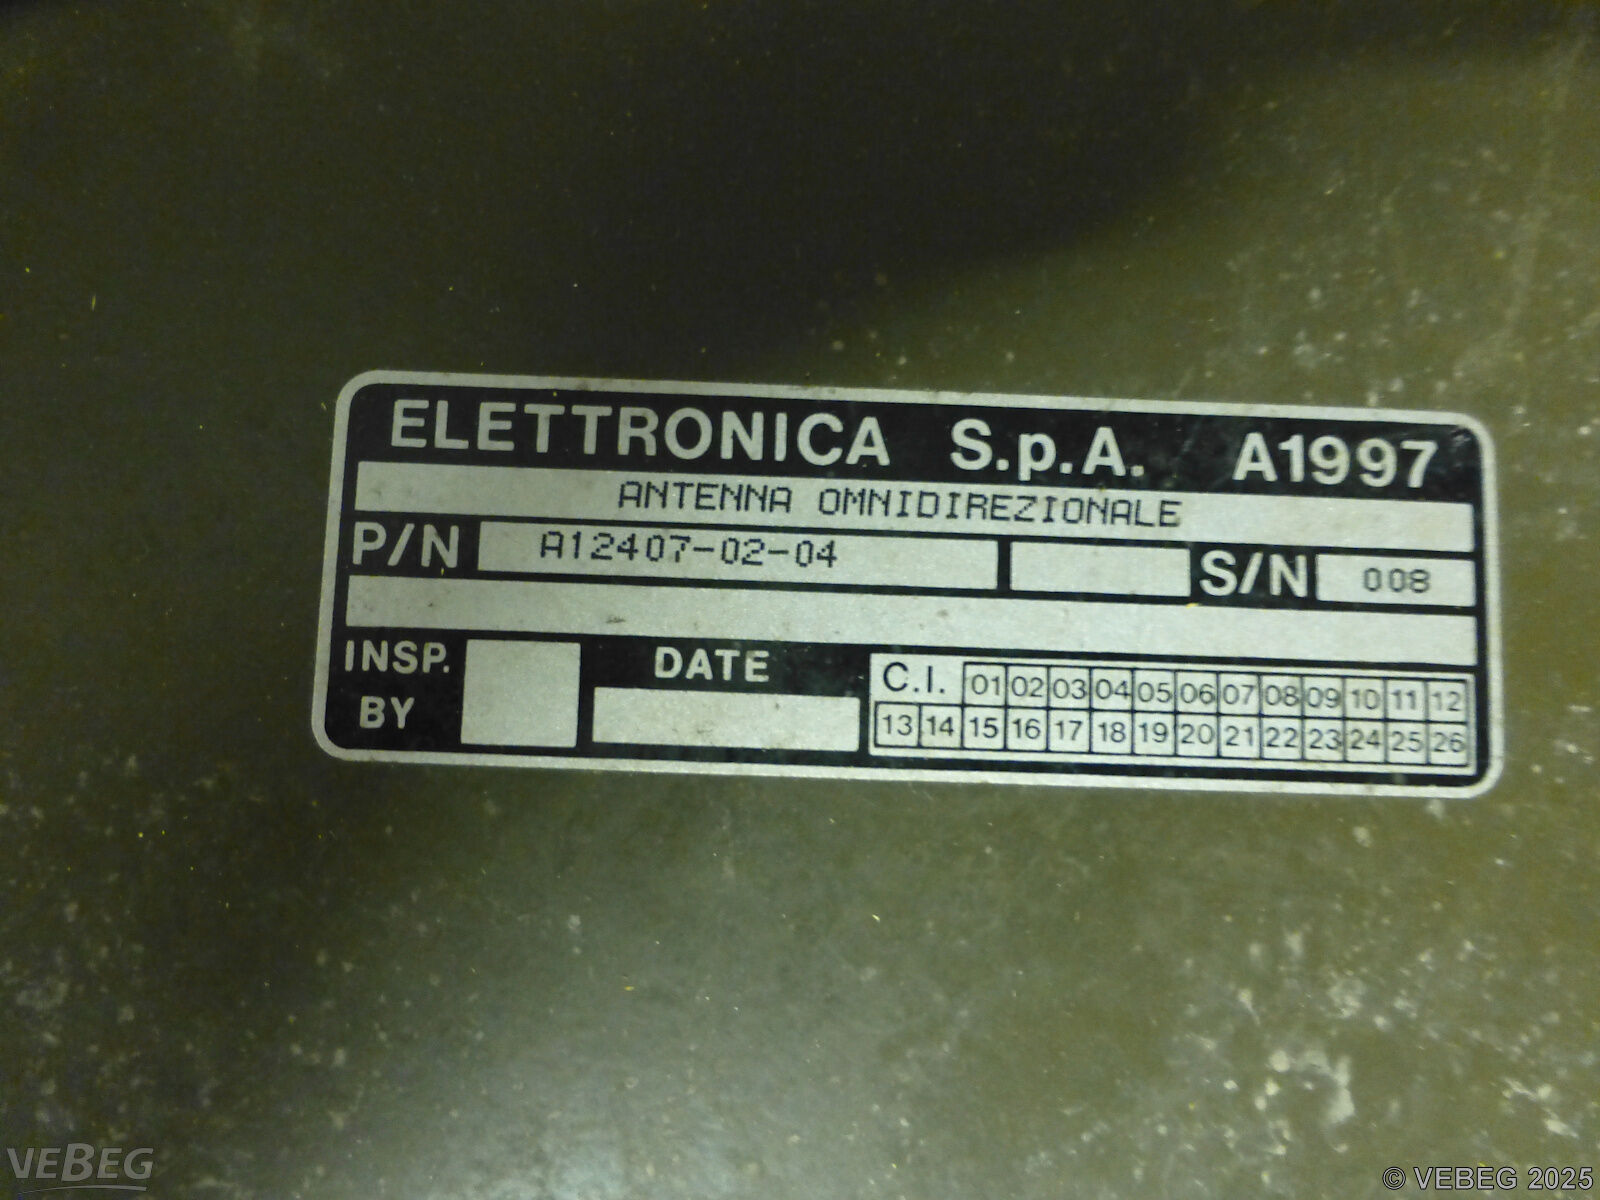 ELETTRONICA S.p.A. A1997
ANTENNA OMNIDIREZIONALE
P/N A12407-02-04 S/N 008
INSP. BY DATE
C.I. 01 02 03 04 05 06 07 08 09 10 11 12
13 14 15 16 17 18 19 20 21 22 23 24 25 26
VEBEG
© VEBEG 2025